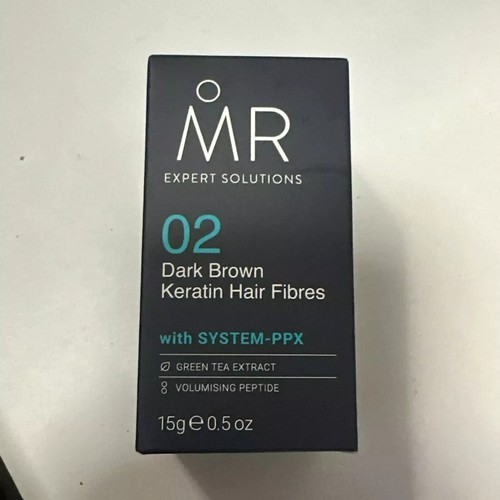 MR
EXPERT SOLUTIONS
02
Dark Brown
Keratin Hair Fibres
with SYSTEM-PPX
GREEN TEA EXTRACT
VOLUMISING PEPTIDE
15g℮0.5 oz